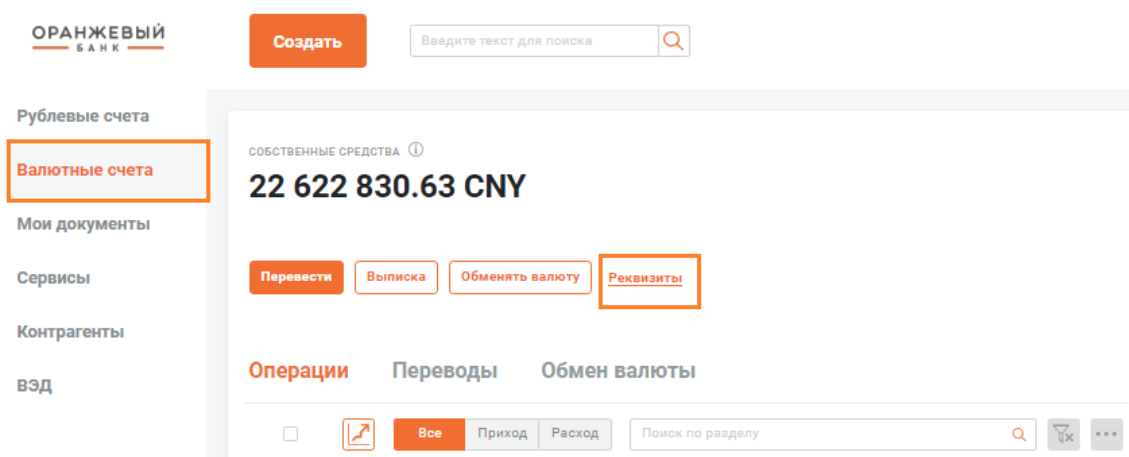 ОРАНЖЕВЫЙ
БАНК
Создать
Введите текст для поиска
Рублевые счета
Валютные счета
Мои документы
Сервисы
Контрагенты
ВЭД
СОБСТВЕННЫЕ СРЕДСТВА
22 622 830.63 CNY
Перевести Выписка Обменять валюту Реквизиты
Операции Переводы Обмен валюты
Все Приход Расход Поиск по разделу